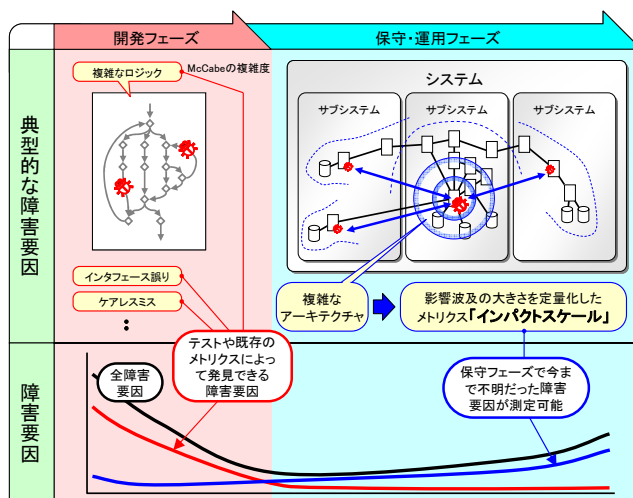 開発フェーズ
保守・運用フェーズ
典型的な障害要因
複雑なロジック
McCabeの複雑度
インタフェース誤り
ケアレスミス
:
システム
サブシステム
サブシステム
サブシステム
複雑な
アーキテクチャ
影響波及の大きさを定量化した
メトリクス「インパクトスケール」
障害要因
全障害
要因
テストや既存の
メトリクスによっ
て発見できる
障害要因
保守フェーズで今ま
で不明だった障害
要因が測定可能